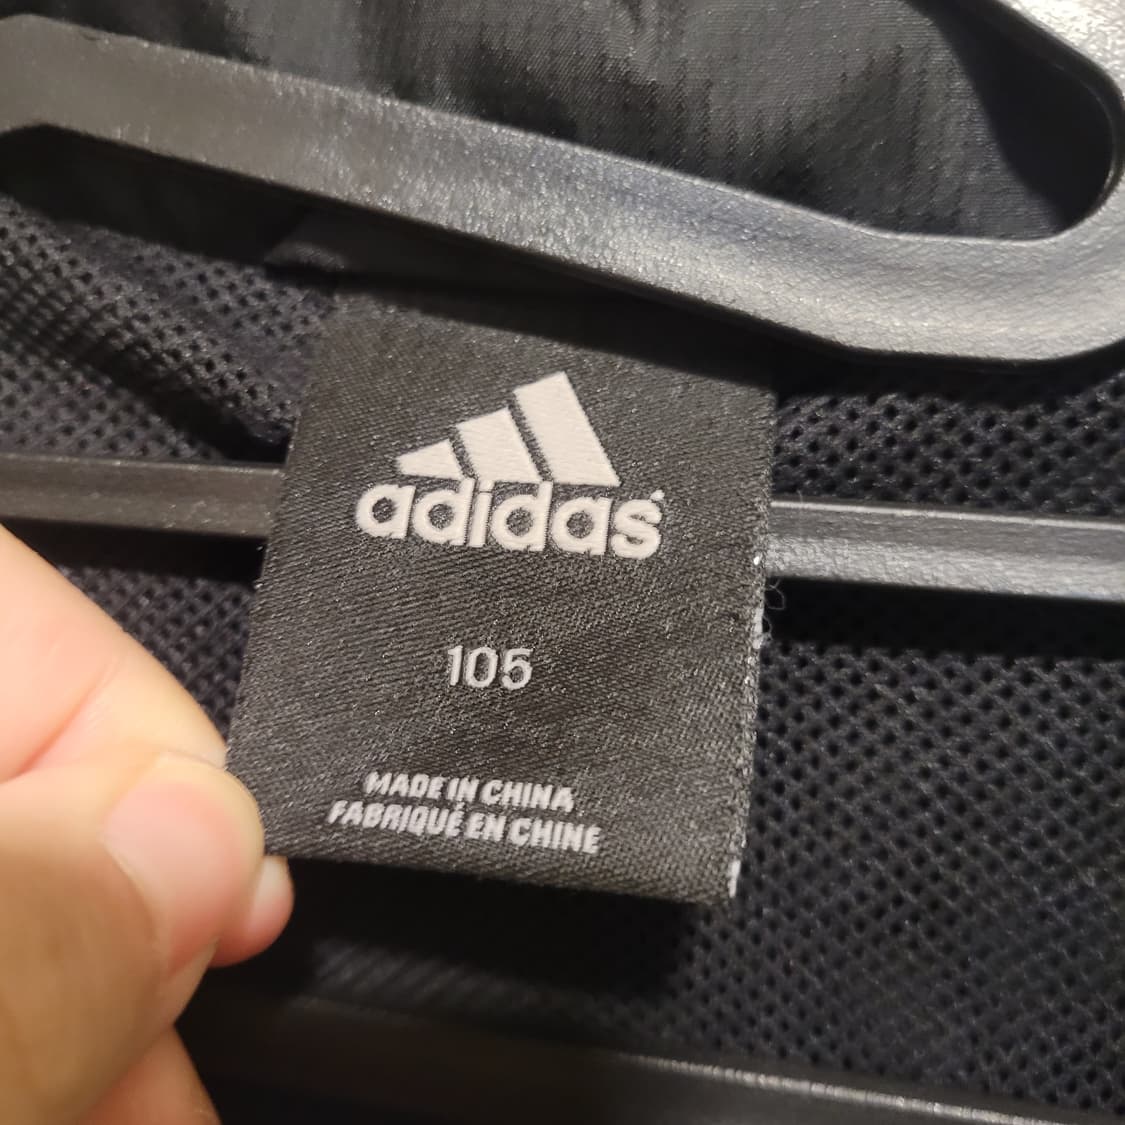 adidas
105
MADE IN CHINA
FABRIQUÉ EN CHINE